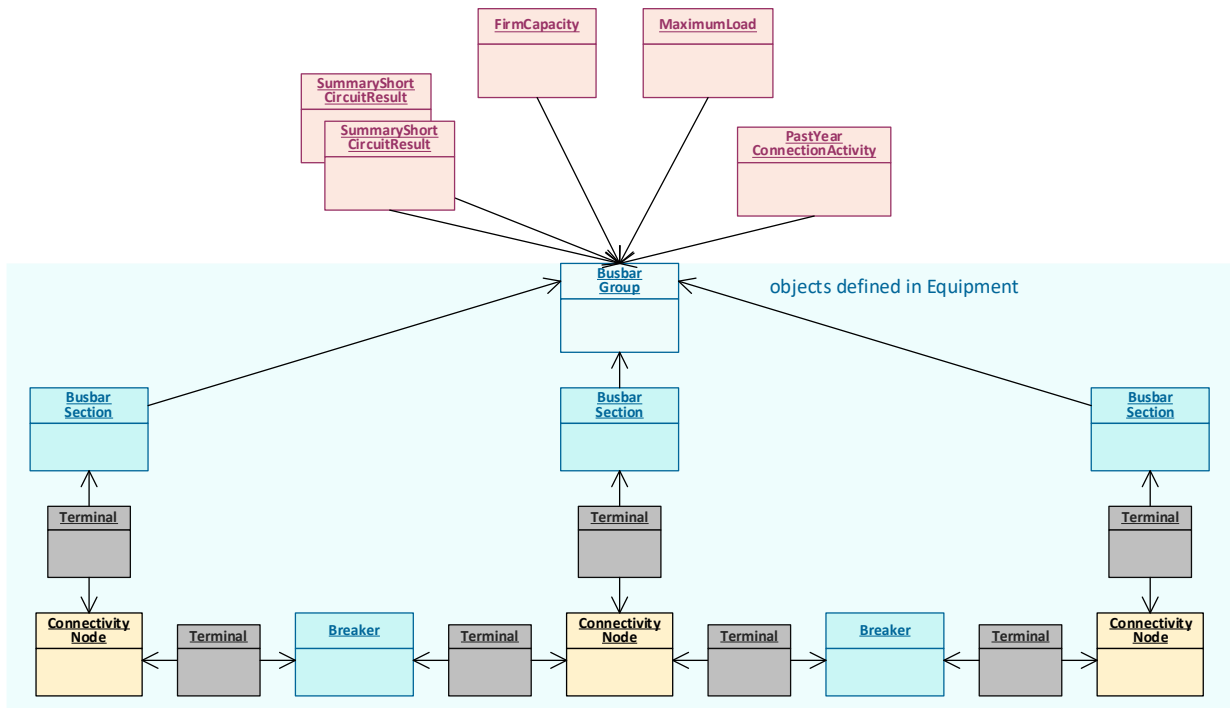 FirmCapacity
MaximumLoad
SummaryShort
CircuitResult
SummaryShort
CircuitResult
PastYear
ConnectionActivity
Busbar
Group
objects defined in Equipment
Busbar
Section
Busbar
Section
Busbar
Section
Terminal
Terminal
Terminal
Connectivity
Node
Terminal
Breaker
Terminal
Connectivity
Node
Terminal
Breaker
Terminal
Connectivity
Node